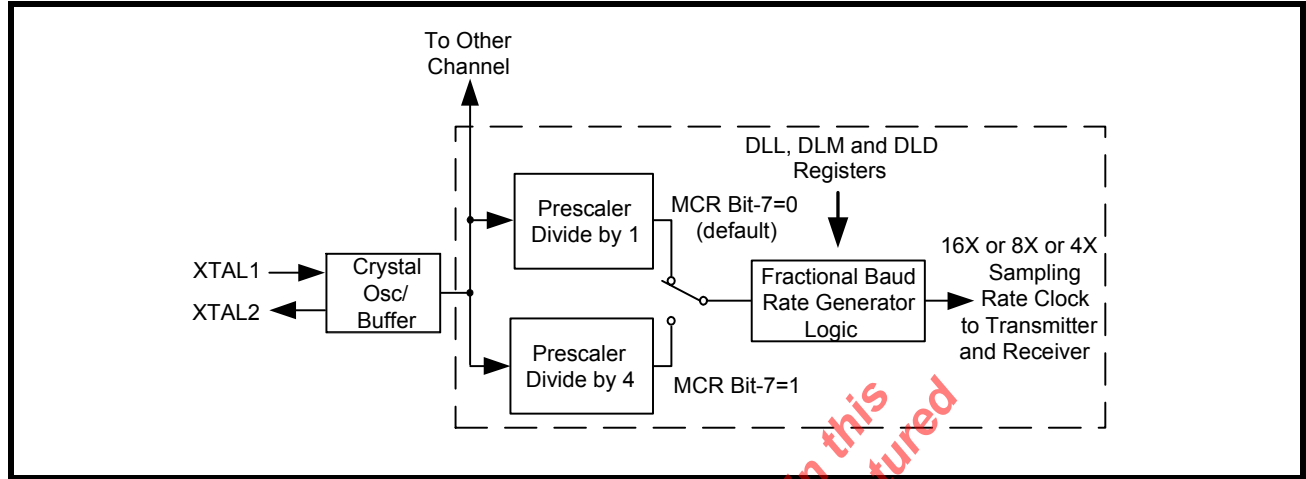 To Other
Channel
DLL, DLM and DLD
Registers
Prescaler
Divide by 1
MCR Bit-7=0
(default)
16X or 8X or 4X
Sampling
Rate Clock
to Transmitter
and Receiver
XTAL1
XTAL2
Crystal
Osc/
Buffer
Fractional Baud
Rate Generator
Logic
Prescaler
Divide by 4
MCR Bit-7=1
this